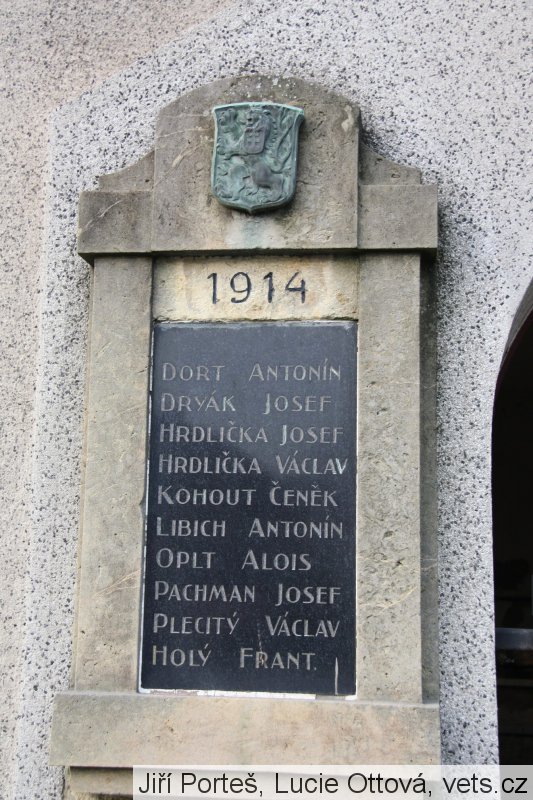 1914
DORT ANTONÍN
DRYÁK JOSEF
HRDLIČKA JOSEF
HRDLIČKA VÁCLAV
KOHOUT ČENĚK
LIBICH ANTONÍN
OPLT ALOIS
PACHMAN JOSEF
PLECITÝ VÁCLAV
HOLÝ FRANT.
Jiří Porteš, Lucie Ottová, vets.cz